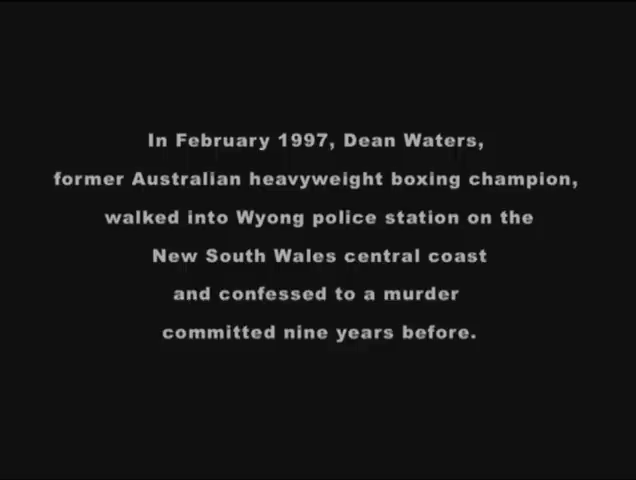 In February 1997, Dean Waters,
former Australian heavyweight boxing champion,
walked into Wyong police station on the
New South Wales central coast
and confessed to a murder
committed nine years before.